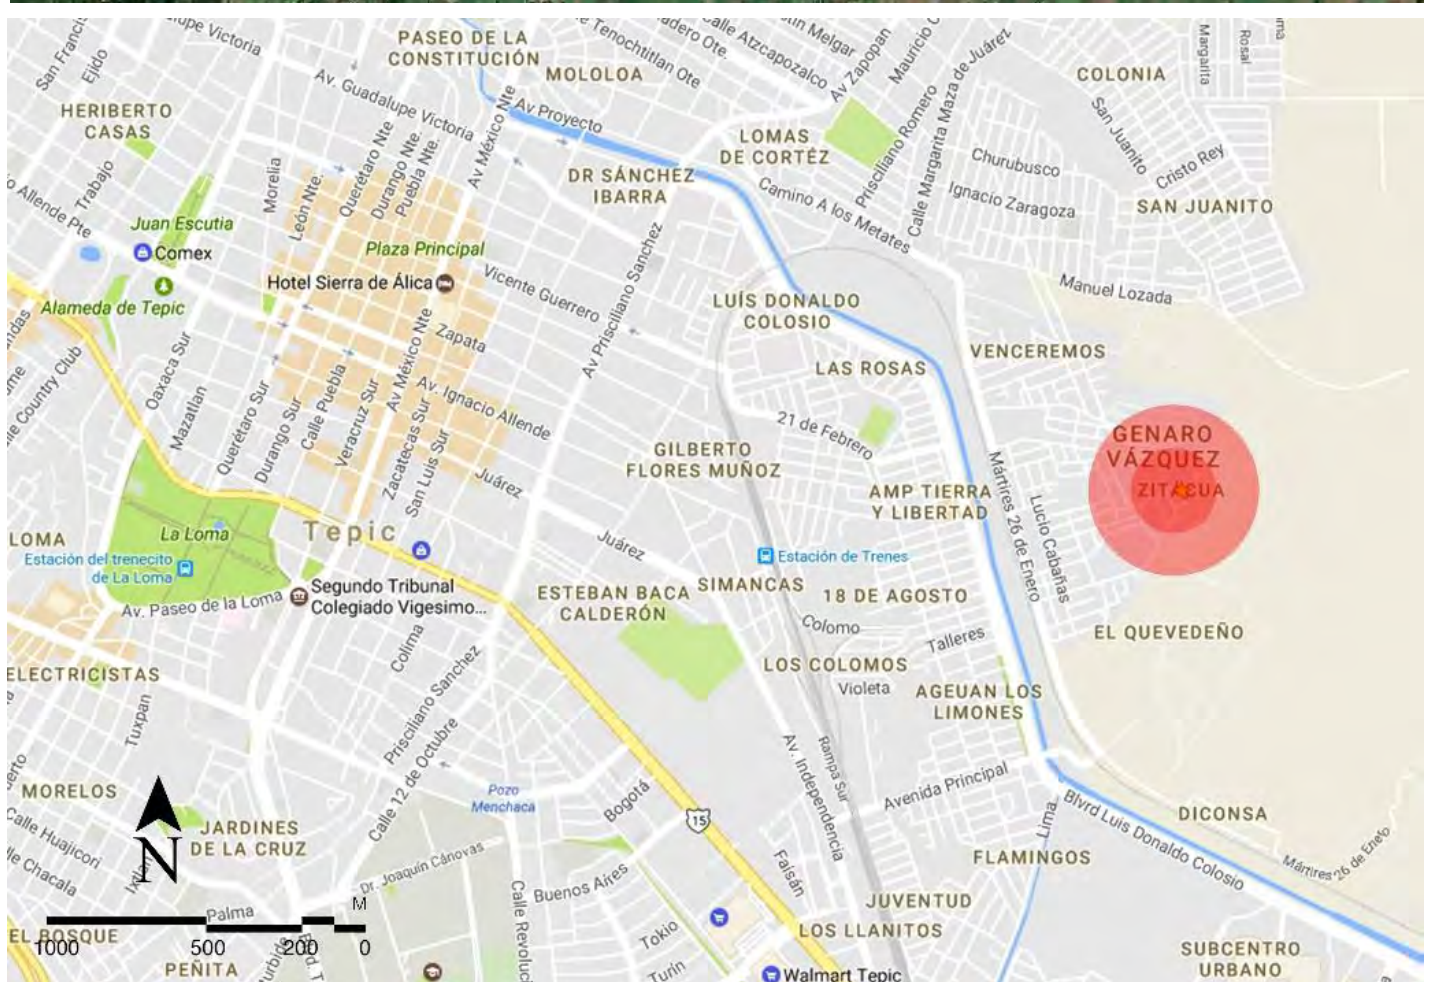 Guadalupe Victoria
San Francis
Ejido
PASEO DE LA
CONSTITUCIÓN
MOLOLOA
Tenochtitlan Ote
Calle Atzcapozalco
Melgar
Av Zapopan
Mauricio
Margarita
Rosal
COLONIA
HERIBERTO
CASAS
Av. Guadalupe Victoria
Av México Nte
Av Proyecto
LOMAS
DE CORTÉZ
Prisciliano Romero
Calle Margarita Maza de Juárez
San Juanito
Churubusco
Cristo Rey
Ignacio Zaragoza
SAN JUANITO
Trabajo
Allende Pte
Morelia
León Nte.
Querétaro Nte
Durango Nte.
Puebla Nte.
DR SÁNCHEZ
IBARRA
Camino A los Metates
Juan Escutia
Comex
Plaza Principal
Hotel Sierra de Álica
Alameda de Tepic
Vicente Guerrero
Av Prisciliano Sanchez
LUÍS DONALDO
COLOSIO
Manuel Lozada
VENCEREMOS
Country Club
Oaxaca Sur
Mazatlan
Zapata
Av México Nte
Av. Ignacio Allende
LAS ROSAS
21 de Febrero
Querétaro Sur
Durango Sur
Calle Puebla
Veracruz Sur
Zacatecas Sur
San Luis Sur
Juárez
GILBERTO
FLORES MUÑOZ
GENARO
VÁZQUEZ
ZITACUA
AMP TIERRA
Y LIBERTAD
Mártires 26 de Enero
Lucio Cabañas
LOMA
La Loma
Tepic
Estación del trenecito
de La Loma
Juárez
Estación de Trenes
Av. Paseo de la Loma
Segundo Tribunal
Colegiado Vigesimo...
ESTEBAN BACA
CALDERÓN
SIMANCAS
18 DE AGOSTO
Colomo
Talleres
EL QUEVEDEÑO
Colima
ELECTRICISTAS
LOS COLOMOS
Violeta
AGEUAN LOS
LIMONES
Tuxpan
Prisciliano Sanchez
Calle 12 de Octubre
Av. Independencia
Rampa Sur
Avenida Principal
MORELOS
Pozo
Menchaca
Bogotá
15
Lima
Blvrd Luis Donaldo Colosio
DICONSA
Calle Huajicori
JARDINES
DE LA CRUZ
N
Chacala
Dr. Joaquín Cánovas
Buenos Aires
Faisán
FLAMINGOS
Mártires 26 de Enero
Palma
M
Calle Revoluc
JUVENTUD
EL BOSQUE
1000 500 200 0
Tokio
LOS LLANITOS
PEÑITA
Turín
Walmart Tepic
SUBCENTRO
URBANO